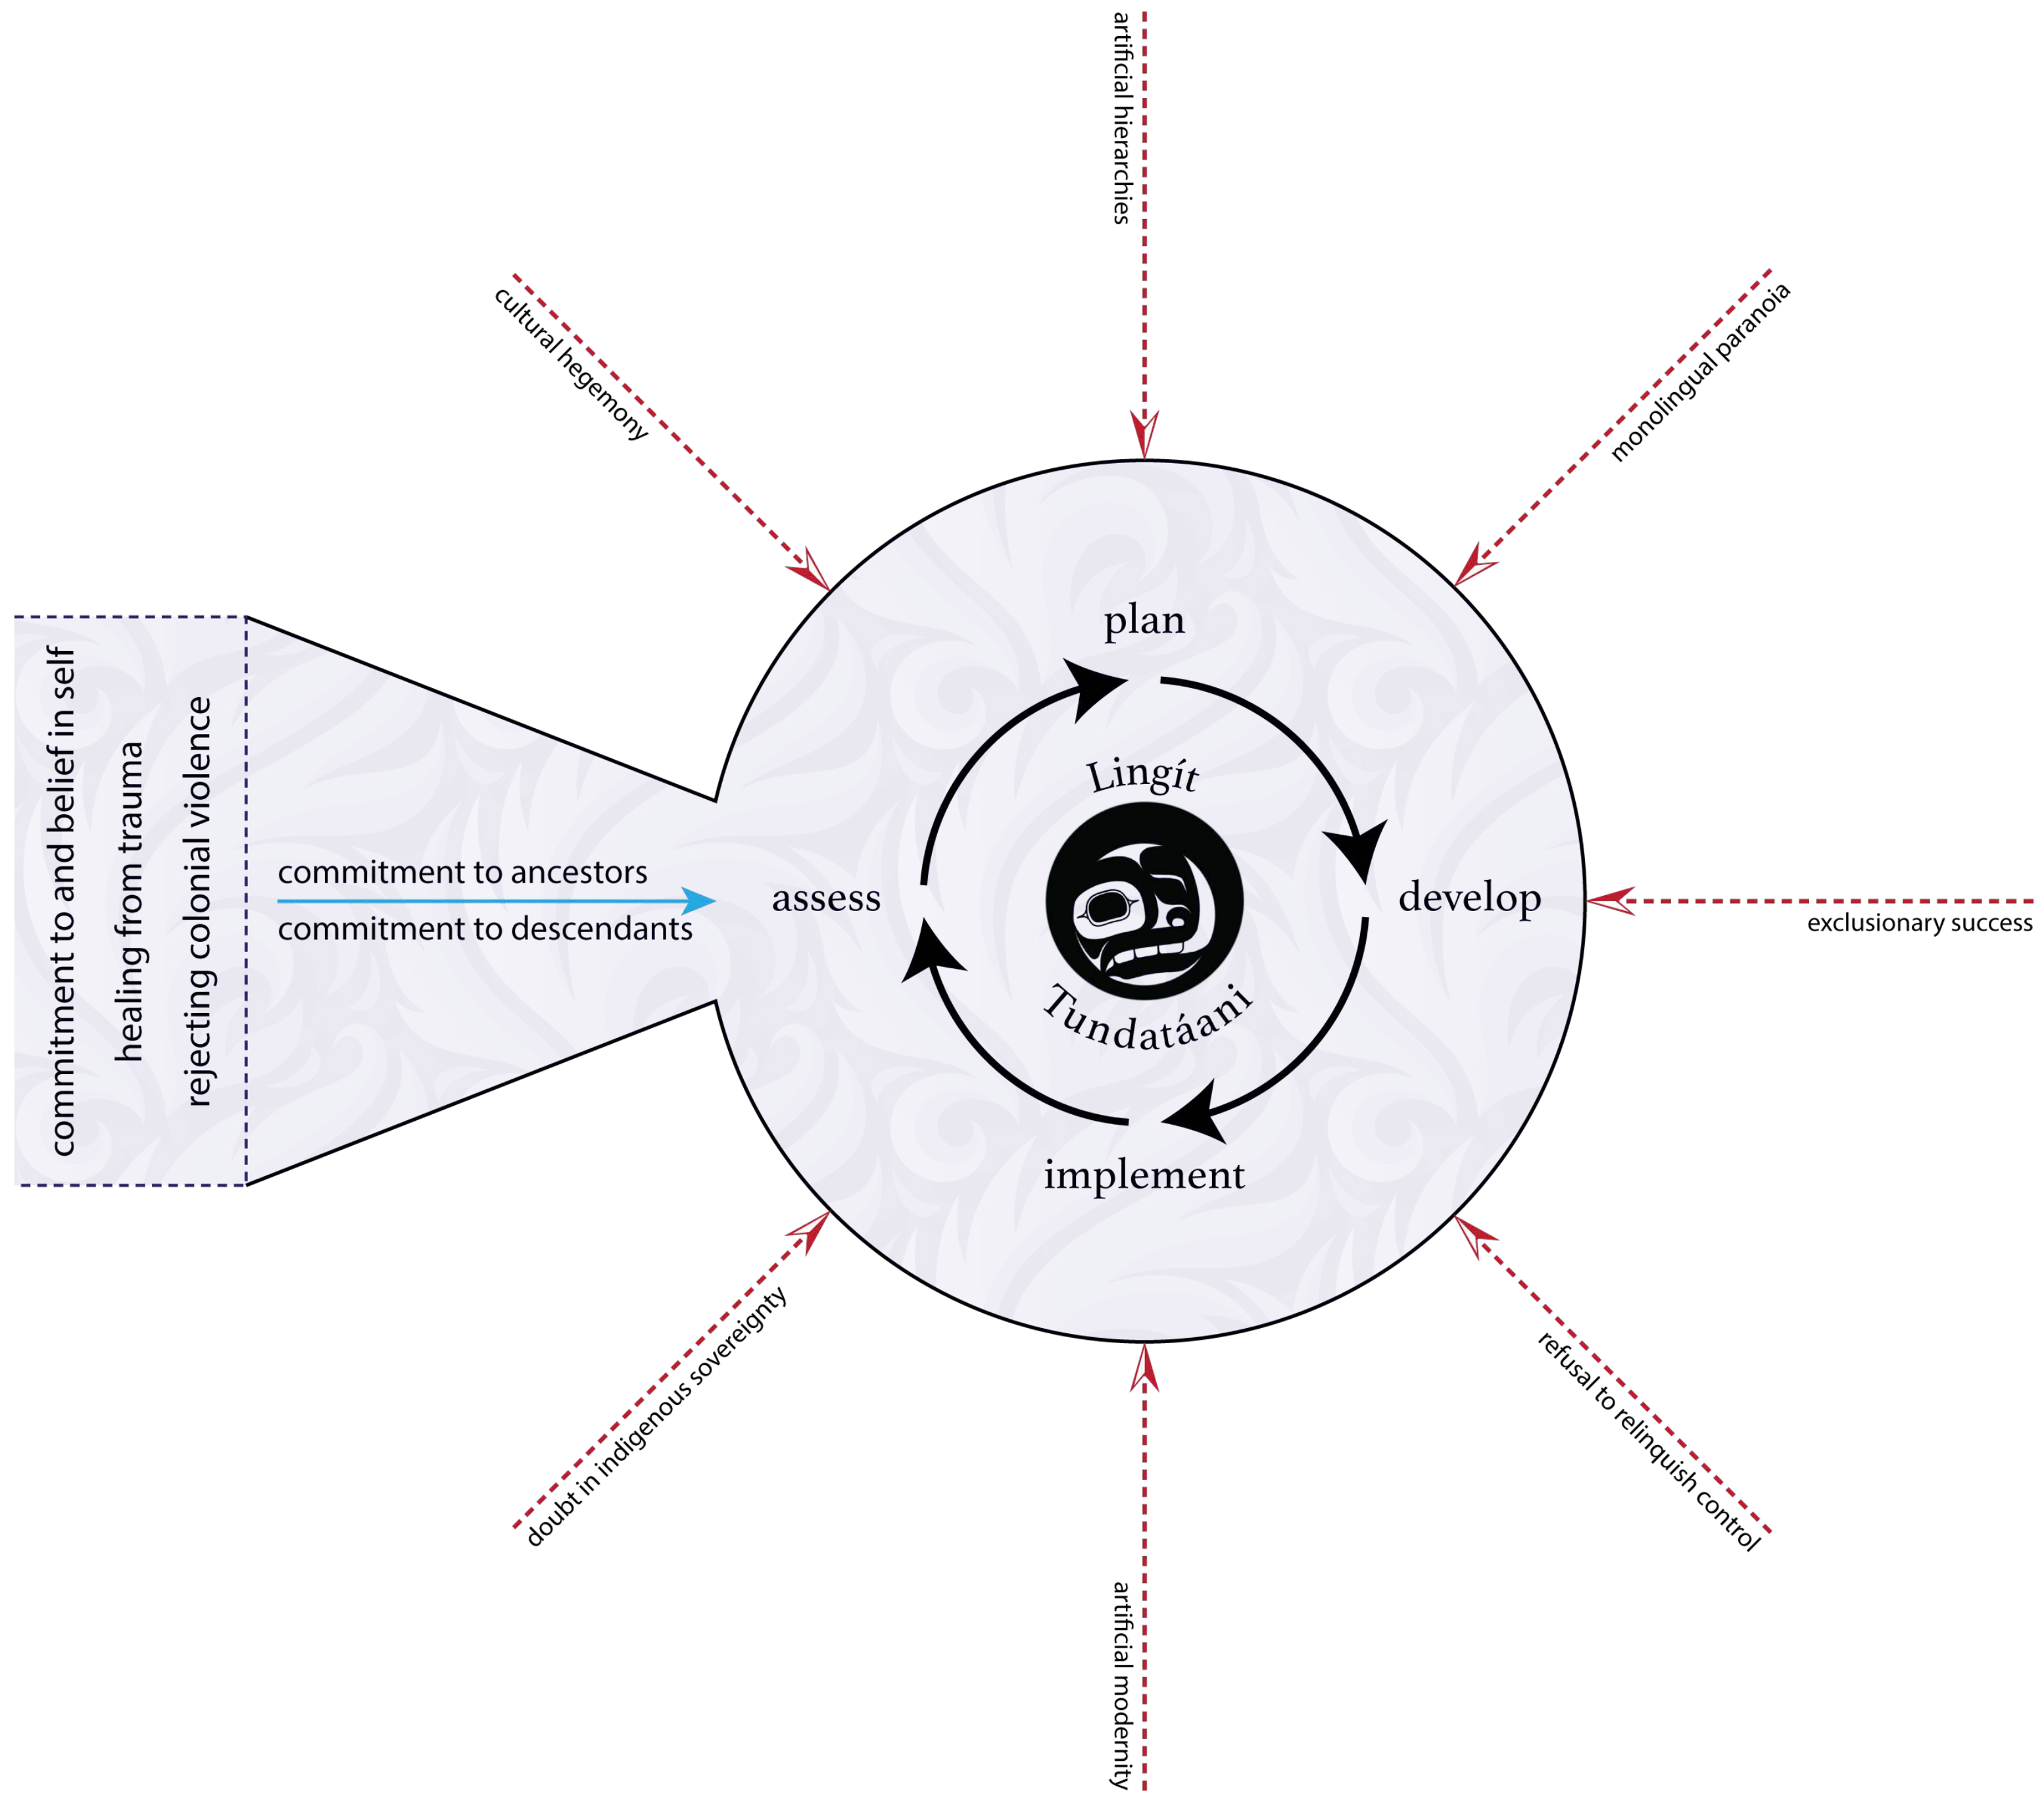 artificial hierarchies
cultural hegemony
monolingual paranoia
commitment to and belief in self
healing from trauma
rejecting colonial violence
commitment to ancestors
commitment to descendants
plan
assess
Lingít
Tundatáani
develop
implement
exclusionary success
doubt in indigenous sovereignty
refusal to relinquish control
artificial modernity